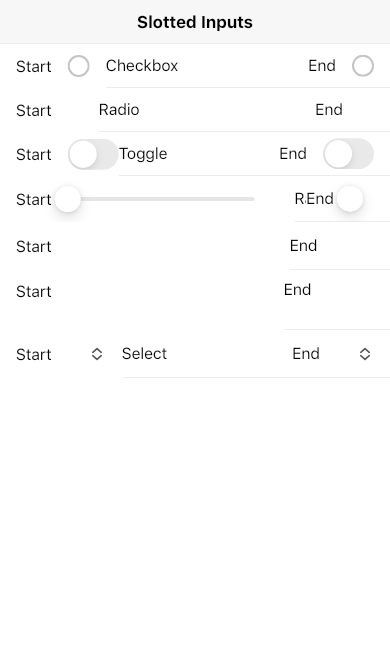 Slotted Inputs
Start Checkbox End
Start Radio End
Start Toggle End
Start R End
Start End
Start End
Start Select End